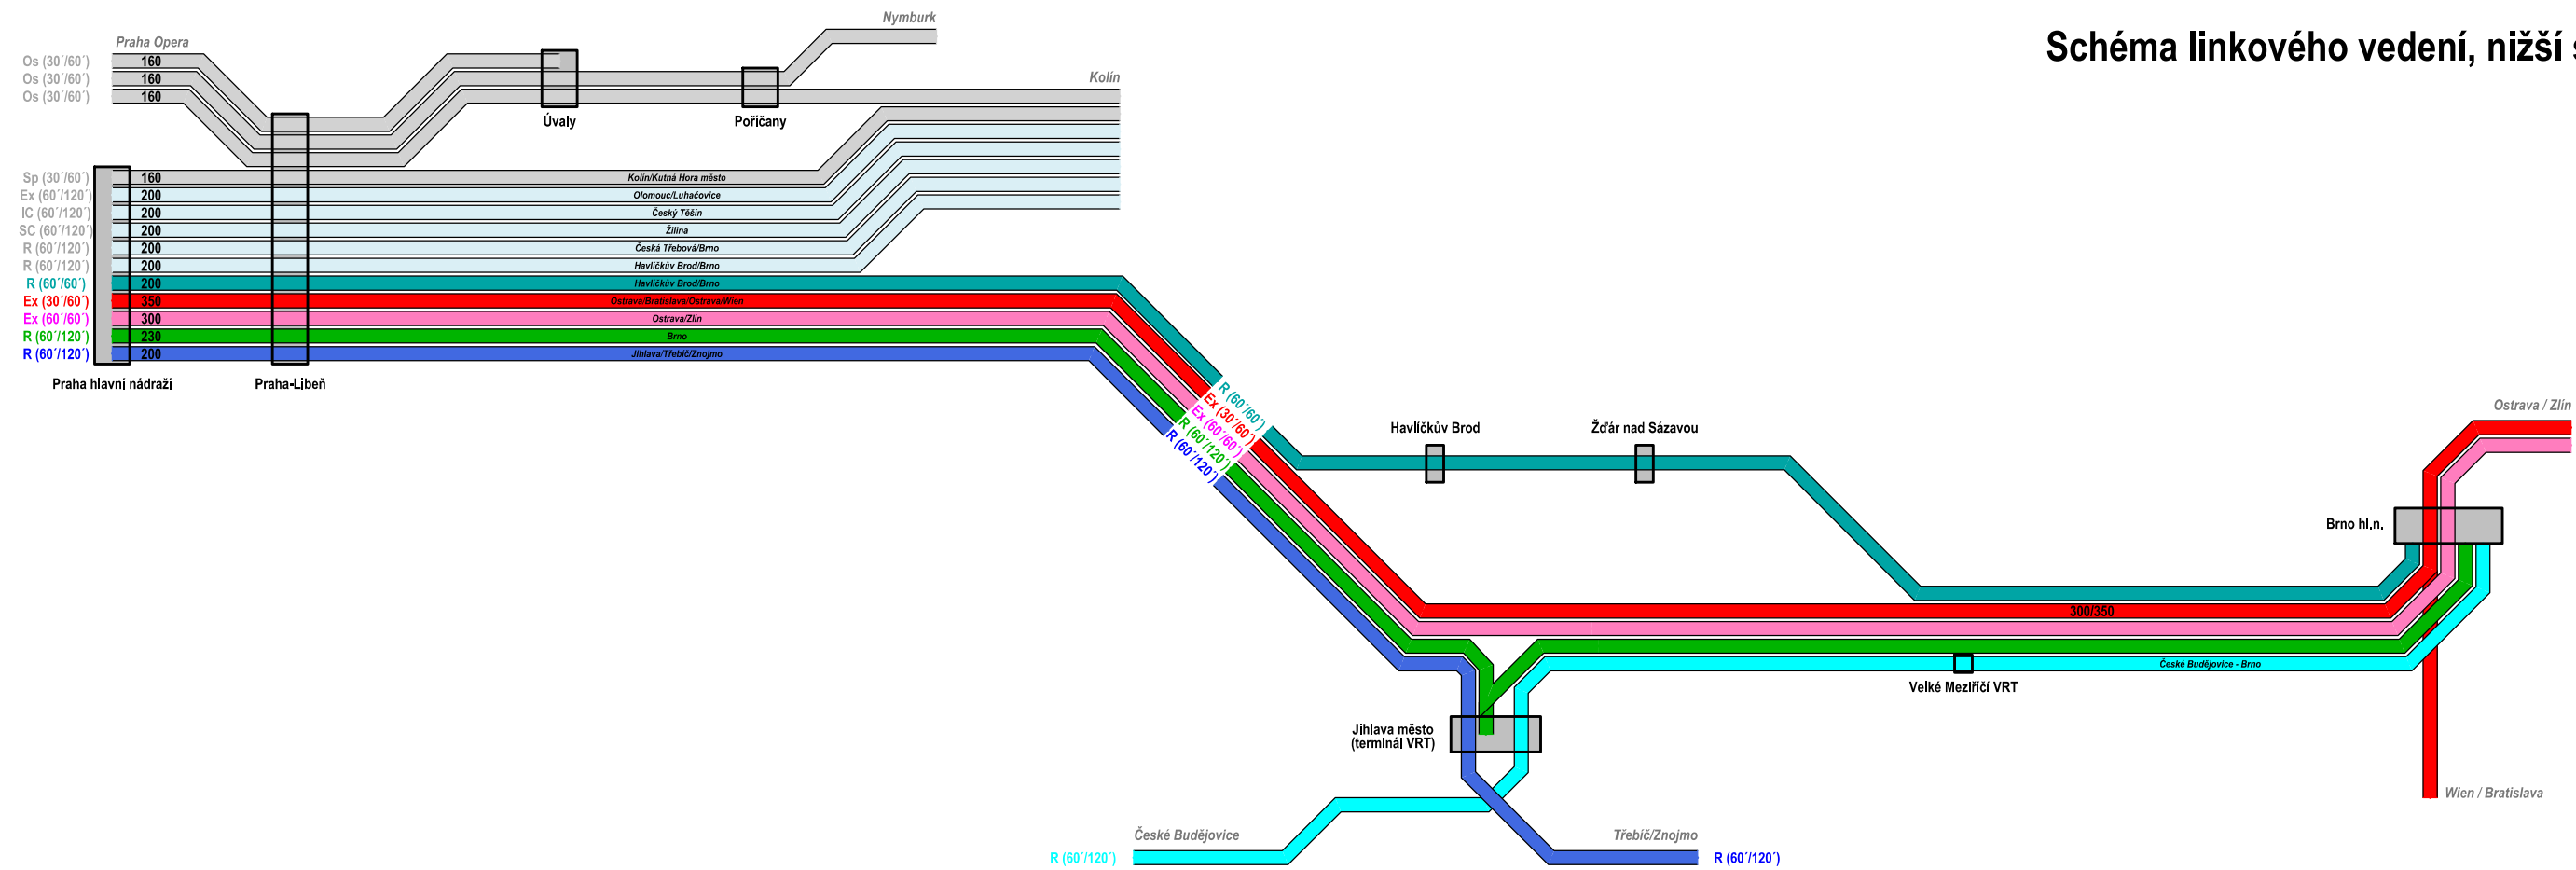 Schéma linkového vedení, nižší s
Nymburk
Praha Opera
Os (30´/60´) 160
Os (30´/60´) 160
Os (30´/60´) 160
Kolín
Úvaly
Poříčany
Sp (30´/60´) 160 Kolín/Kutná Hora město
Ex (60´/120´) 200 Olomouc/Luhačovice
IC (60´/120´) 200 Český Těšín
SC (60´/120´) 200 Žilina
R (60´/120´) 200 Česká Třebová/Brno
R (60´/120´) 200 Havlíčkův Brod/Brno
R (60´/60´) 200 Havlíčkův Brod/Brno
Ex (30´/60´) 350 Ostrava/Bratislava/Ostrava/Wien
Ex (60´/60´) 300 Ostrava/Zlín
R (60´/120´) 230 Brno
R (60´/120´) 200 Jihlava/Třebíč/Znojmo
Praha hlavní nádraží
Praha-Libeň
R (60´/60´)
Ex (30´/60´)
Ex (60´/60´)
R (60´/120´)
R (60´/120´)
Havlíčkův Brod
Žďár nad Sázavou
Ostrava / Zlín
Brno hl.n.
300/350
České Budějovice - Brno
Velké Meziříčí VRT
Jihlava město
(terminál VRT)
Wien / Bratislava
České Budějovice
Třebíč/Znojmo
R (60´/120´)
R (60´/120´)